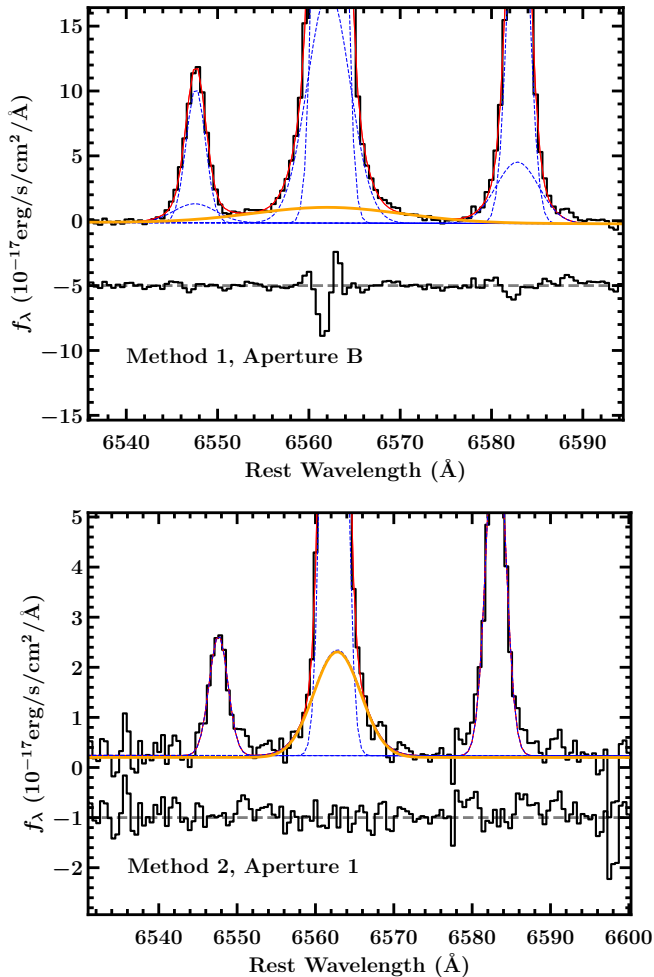 15
10
5
0
−5
−10
−15
f_λ (10⁻¹⁷erg/s/cm²/Å)
Method 1, Aperture B
6540 6550 6560 6570 6580 6590
Rest Wavelength (Å)
5
4
3
2
1
0
−1
−2
f_λ (10⁻¹⁷erg/s/cm²/Å)
Method 2, Aperture 1
6540 6550 6560 6570 6580 6590 6600
Rest Wavelength (Å)